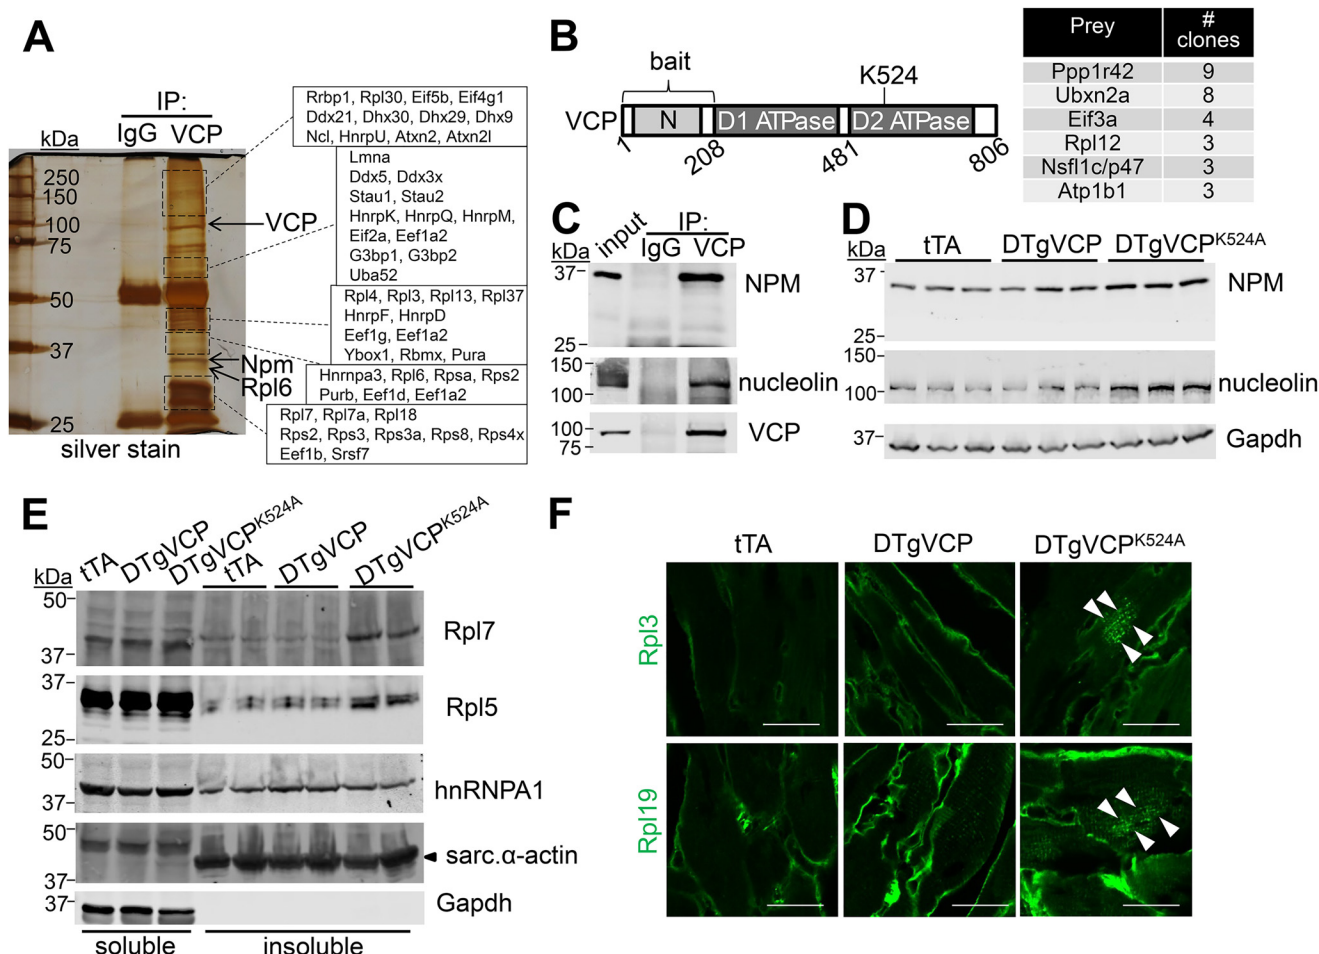 A
IP:
IgG VCP
kDa
250
150
100
75
50
37
25
VCP
Npm
Rpl6
silver stain
Rrbp1, Rpl30, Eif5b, Eif4g1
Ddx21, Dhx30, Dhx29, Dhx9
Ncl, HnrpU, Atxn2, Atxn2l
Lmna
Ddx5, Ddx3x
Stau1, Stau2
HnrpK, HnrpQ, HnrpM,
Eif2a, Eef1a2
G3bp1, G3bp2
Uba52
Rpl4, Rpl3, Rpl13, Rpl37
HnrpF, HnrpD
Eef1g, Eef1a2
Ybox1, Rbmx, Pura
Hnrnpa3, Rpl6, Rpsa, Rps2
Purb, Eef1d, Eef1a2
Rpl7, Rpl7a, Rpl18
Rps2, Rps3, Rps3a, Rps8, Rps4x
Eef1b, Srsf7
B
bait
K524
VCP N D1 ATPase D2 ATPase
1 208 481 806
Prey # clones
Ppp1r42 9
Ubxn2a 8
Eif3a 4
Rpl12 3
Nsfl1c/p47 3
Atp1b1 3
C
IP:
kDa input IgG VCP
37
25
NPM
150
100
nucleolin
100
75
VCP
D
kDa tTA DTgVCP DTgVCPK524A
37
25
NPM
150
100
nucleolin
37
Gapdh
E
tTA DTgVCP DTgVCPK524A tTA DTgVCP DTgVCPK524A
kDa
50
37
Rpl7
37
25
Rpl5
50
37
hnRNPA1
50
37
sarc.α-actin
37
Gapdh
soluble insoluble
F
tTA DTgVCP DTgVCPK524A
Rpl3
Rpl19